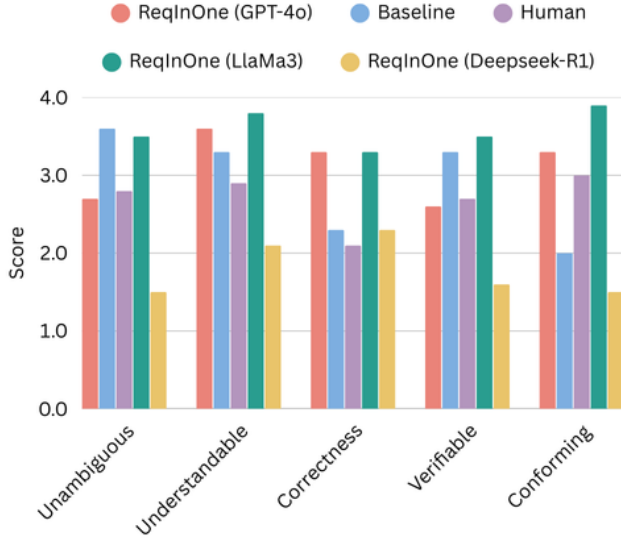 ReqInOne (GPT-4o) Baseline Human
ReqInOne (LlaMa3) ReqInOne (Deepseek-R1)
4.0
3.0
2.0
1.0
0.0
Score
Unambiguous
Understandable
Correctness
Verifiable
Conforming